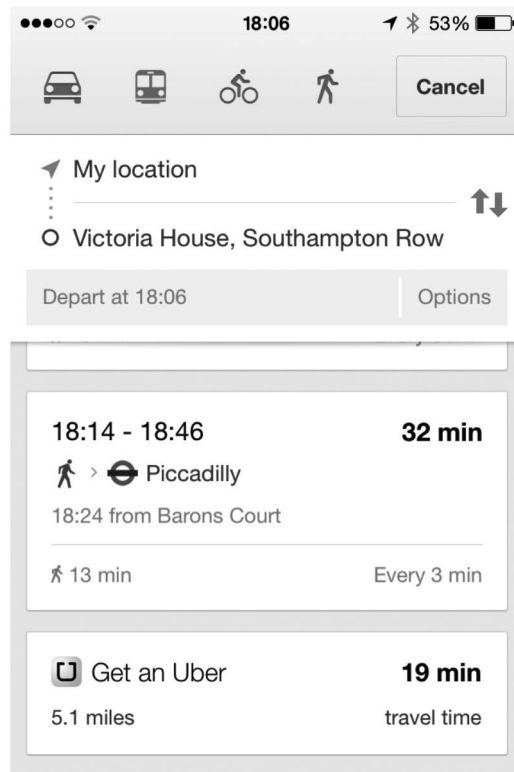 18:06
53%
Cancel
My location
Victoria House, Southampton Row
Depart at 18:06
Options
18:14 - 18:46
32 min
> Piccadilly
18:24 from Barons Court
13 min
Every 3 min
Get an Uber
19 min
5.1 miles
travel time